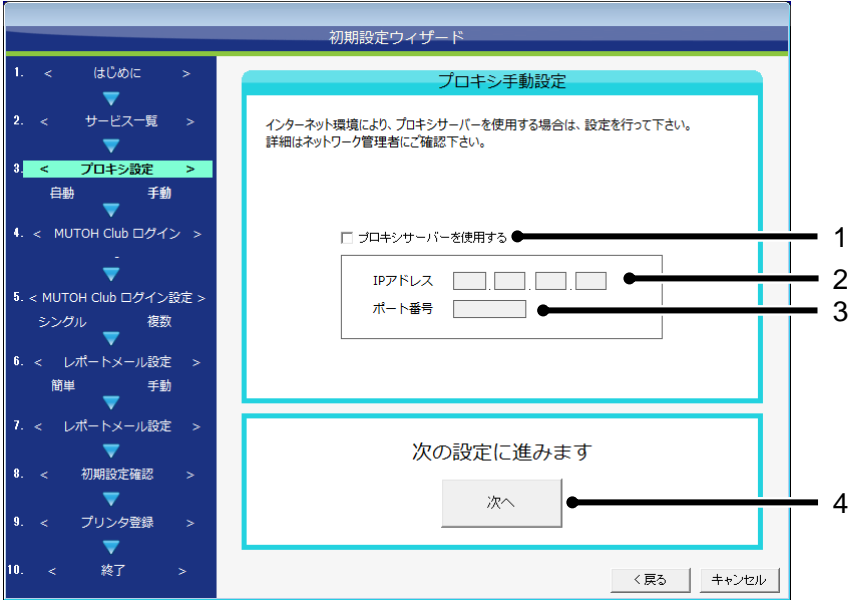 初期設定ウィザード
1. < はじめに >
2. < サービス一覧 >
3. < プロキシ設定 >
自動 手動
4. < MUTOH Club ログイン >
-
5. < MUTOH Club ログイン設定 >
シングル 複数
6. < レポートメール設定 >
簡単 手動
7. < レポートメール設定 >
8. < 初期設定確認 >
9. < プリンタ登録 >
10. < 終了 >
プロキシ手動設定
インターネット環境により、プロキシサーバーを使用する場合は、設定を行って下さい。
詳細はネットワーク管理者にご確認下さい。
プロキシサーバーを使用する 1
IPアドレス . . . 2
ポート番号 3
次の設定に進みます
次へ 4
<戻る キャンセル